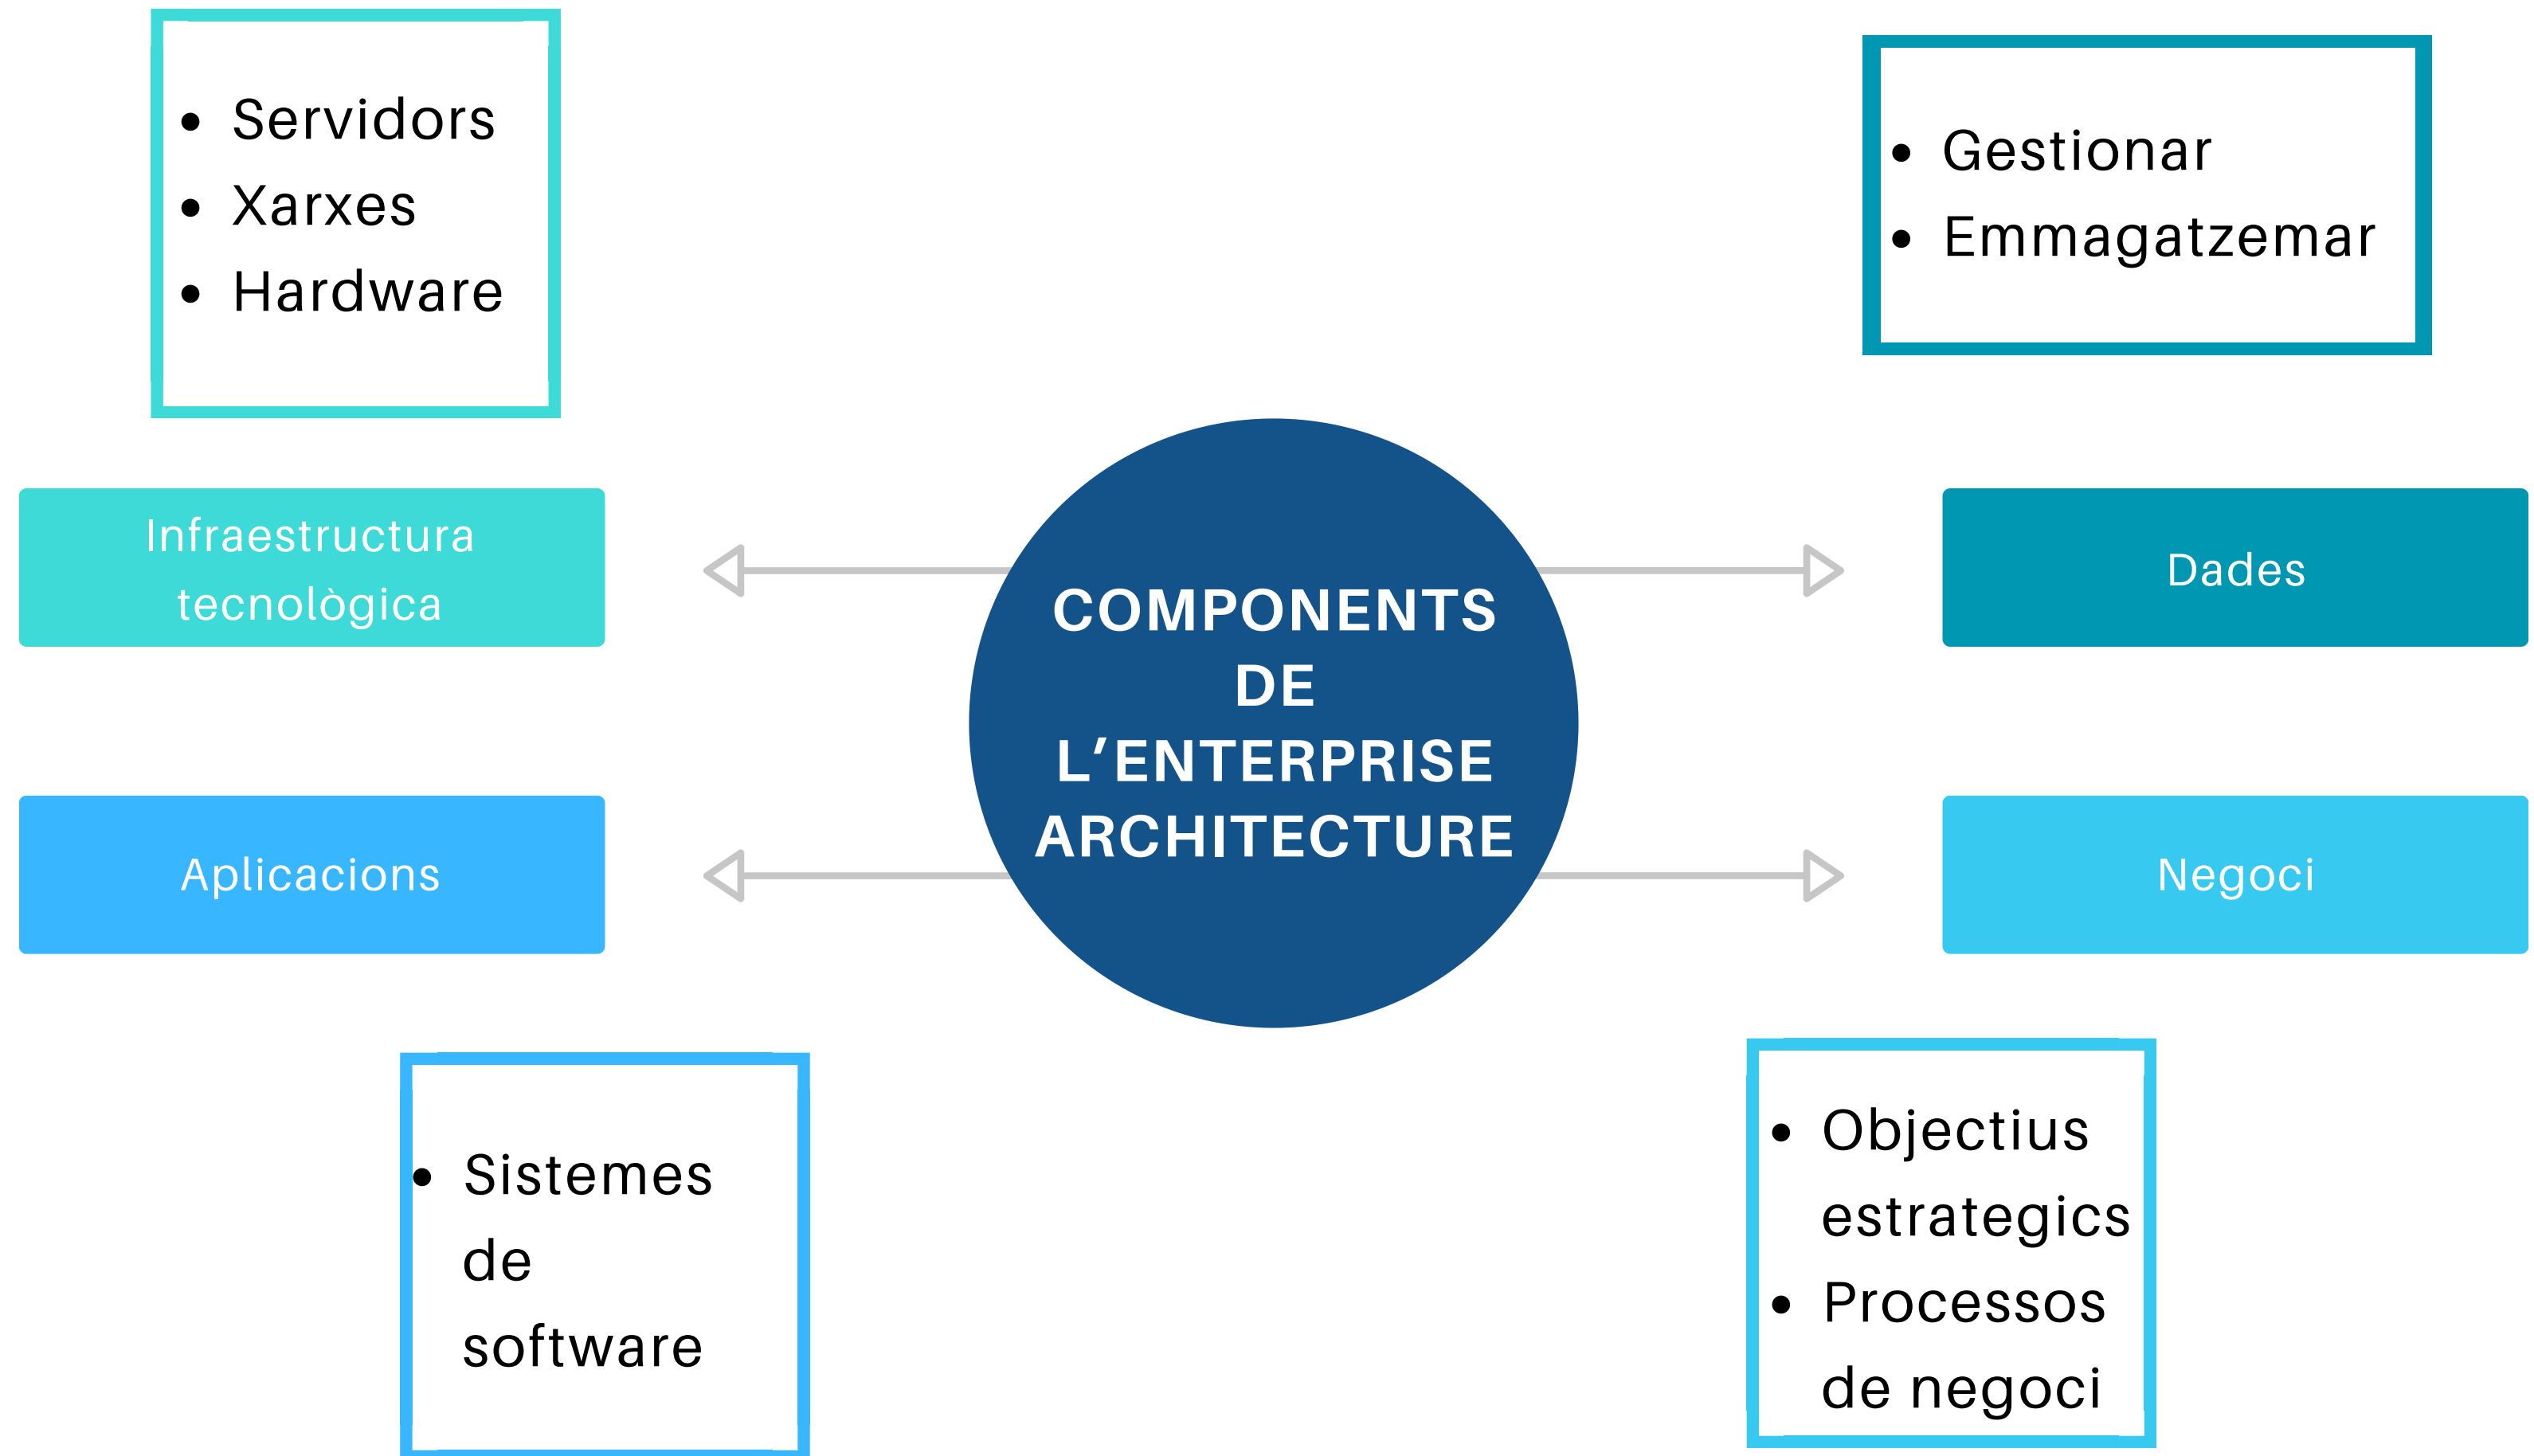 • Servidors
• Xarxes
• Hardware
• Gestionar
• Emmagatzemar
Infraestructura
tecnològica
Dades
COMPONENTS
DE
L’ENTERPRISE
ARCHITECTURE
Aplicacions
Negoci
• Sistemes
de
software
• Objectius
estrategics
• Processos
de negoci